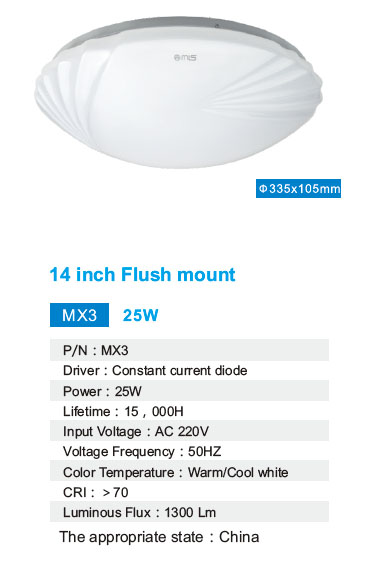 MLS
Φ335x105mm
14 inch Flush mount
MX3 25W
P/N：MX3
Driver：Constant current diode
Power：25W
Lifetime：15，000H
Input Voltage：AC 220V
Voltage Frequency：50HZ
Color Temperature：Warm/Cool white
CRI：＞70
Luminous Flux：1300 Lm
The appropriate state：China